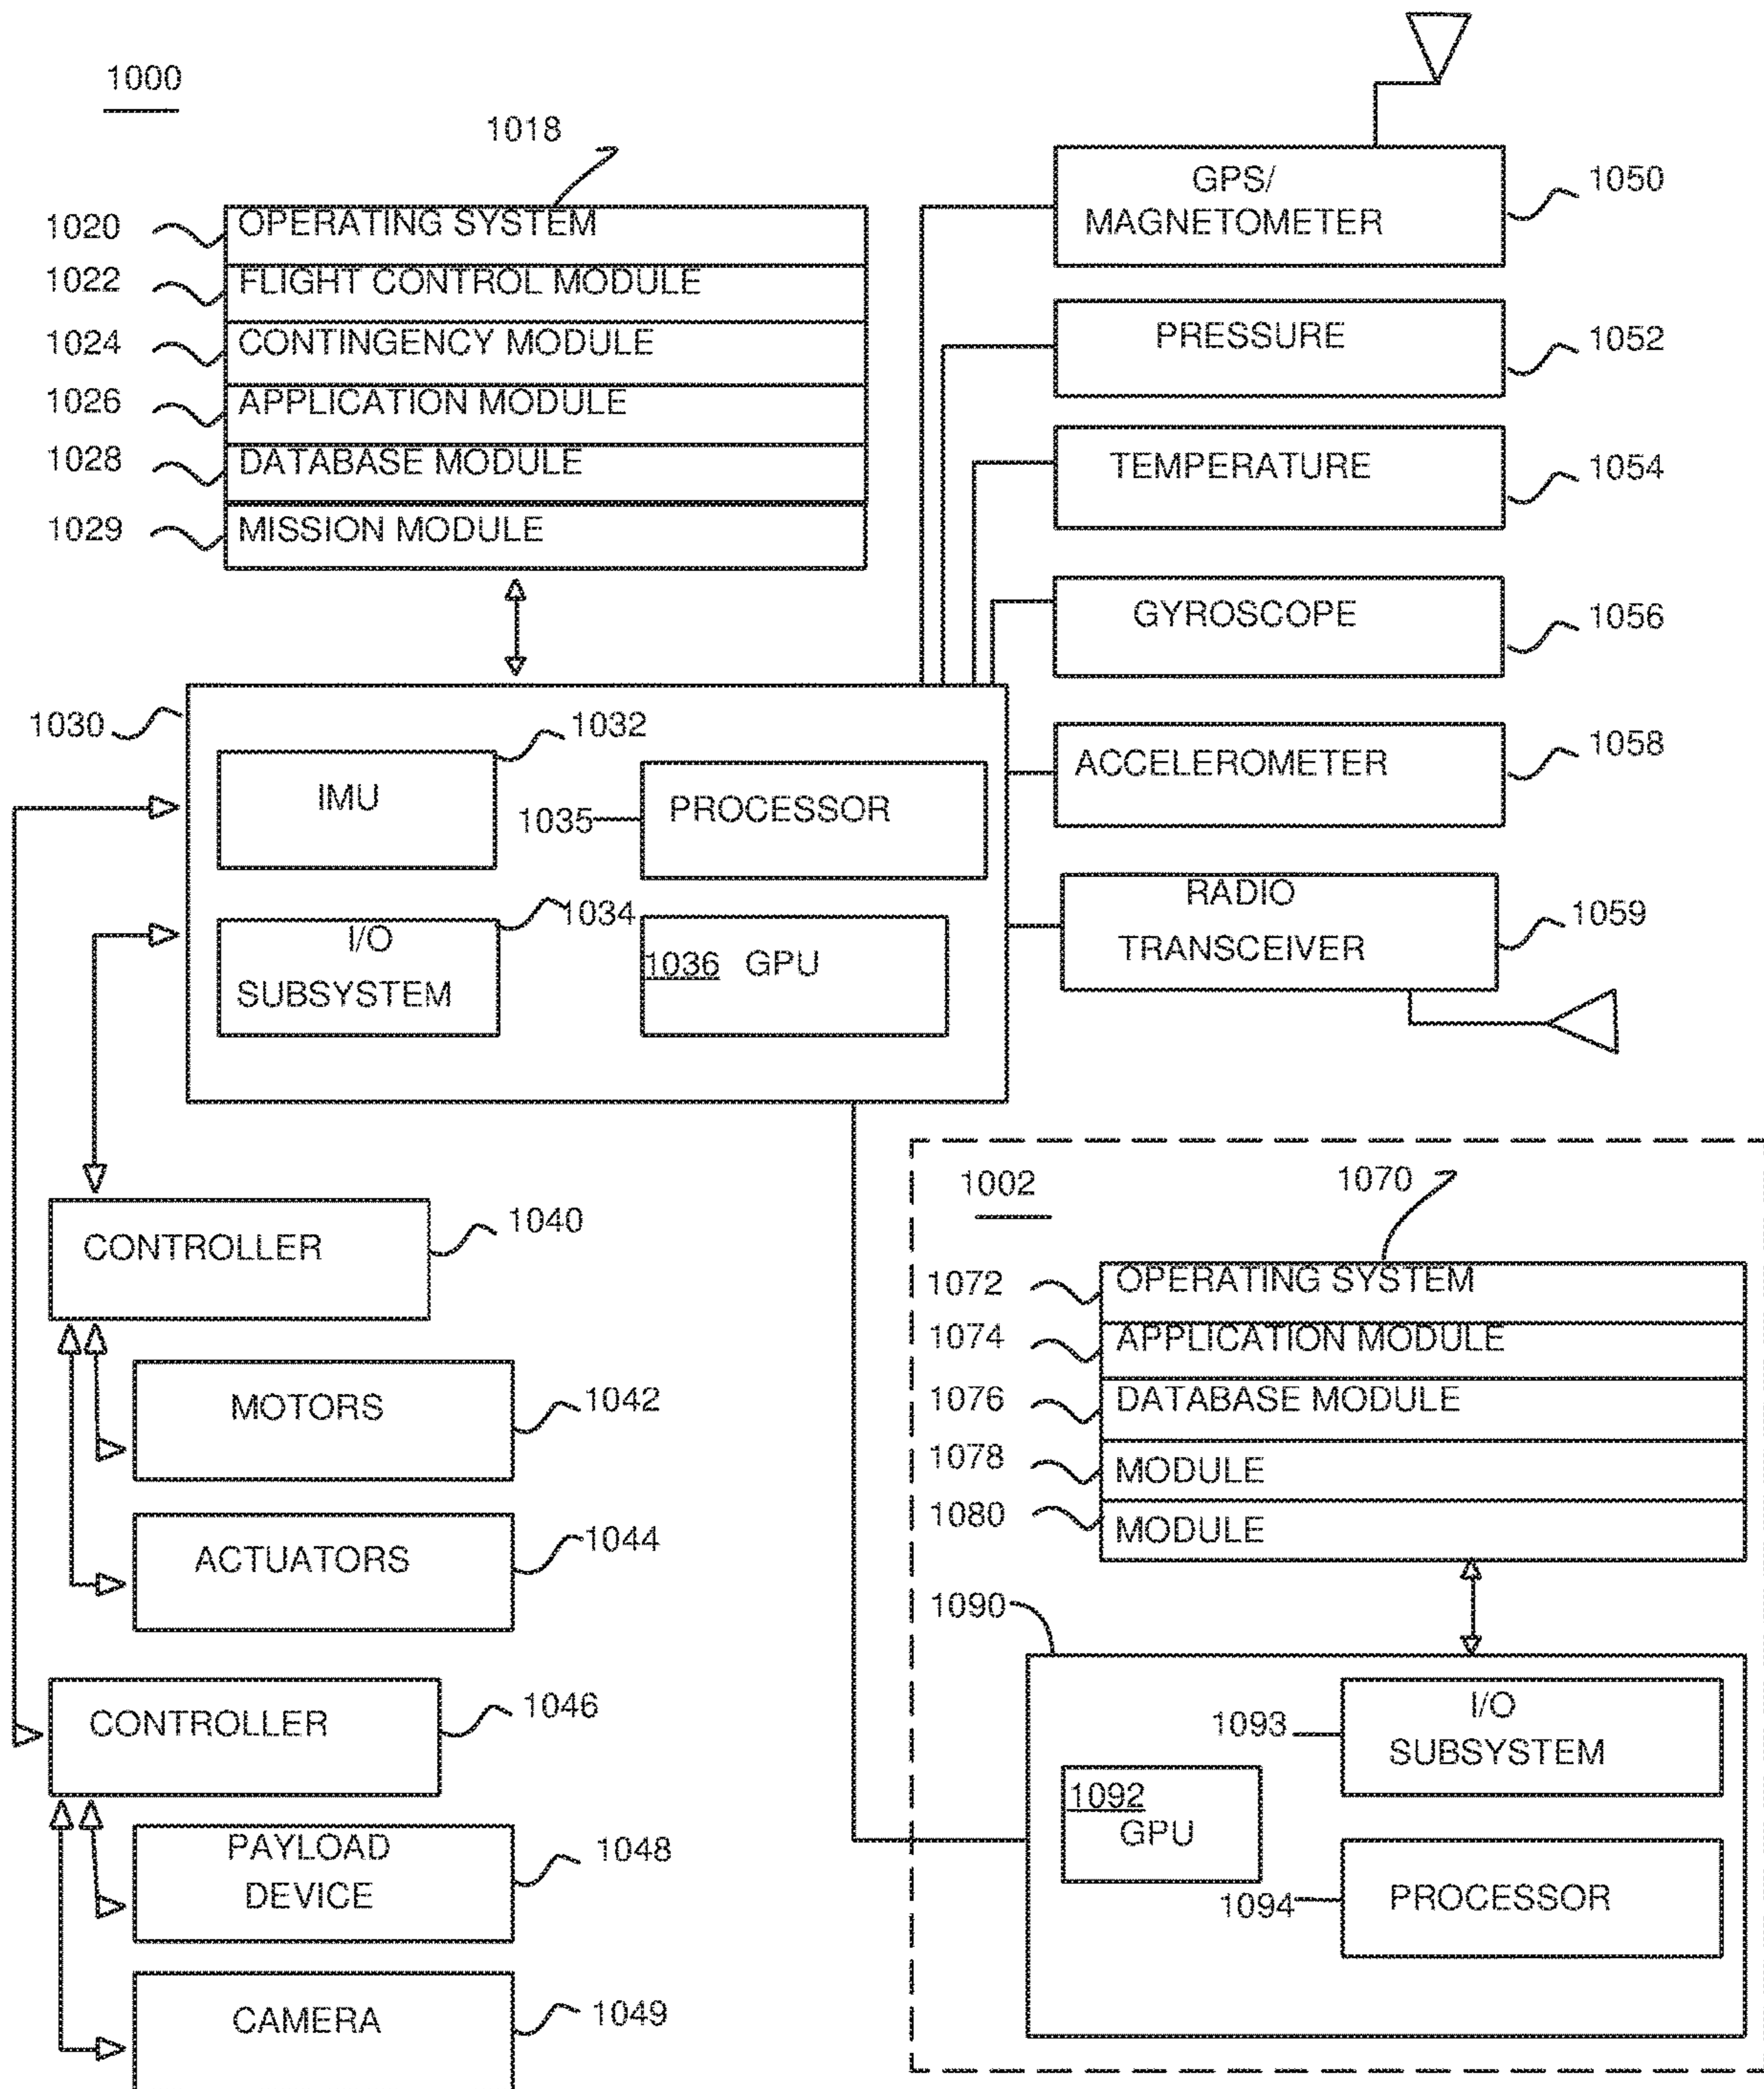 1000
1018
1020 OPERATING SYSTEM
1022 FLIGHT CONTROL MODULE
1024 CONTINGENCY MODULE
1026 APPLICATION MODULE
1028 DATABASE MODULE
1029 MISSION MODULE
GPS/
MAGNETOMETER
1050
PRESSURE 1052
TEMPERATURE 1054
GYROSCOPE 1056
ACCELEROMETER 1058
RADIO
TRANSCEIVER
1059
1030
IMU 1032
1035 PROCESSOR
I/O
SUBSYSTEM
1034
1036 GPU
CONTROLLER 1040
MOTORS 1042
ACTUATORS 1044
CONTROLLER 1046
PAYLOAD
DEVICE
1048
CAMERA 1049
1002
1070
1072 OPERATING SYSTEM
1074 APPLICATION MODULE
1076 DATABASE MODULE
1078 MODULE
1080 MODULE
1090
1093
I/O
SUBSYSTEM
1092
GPU
1094 PROCESSOR